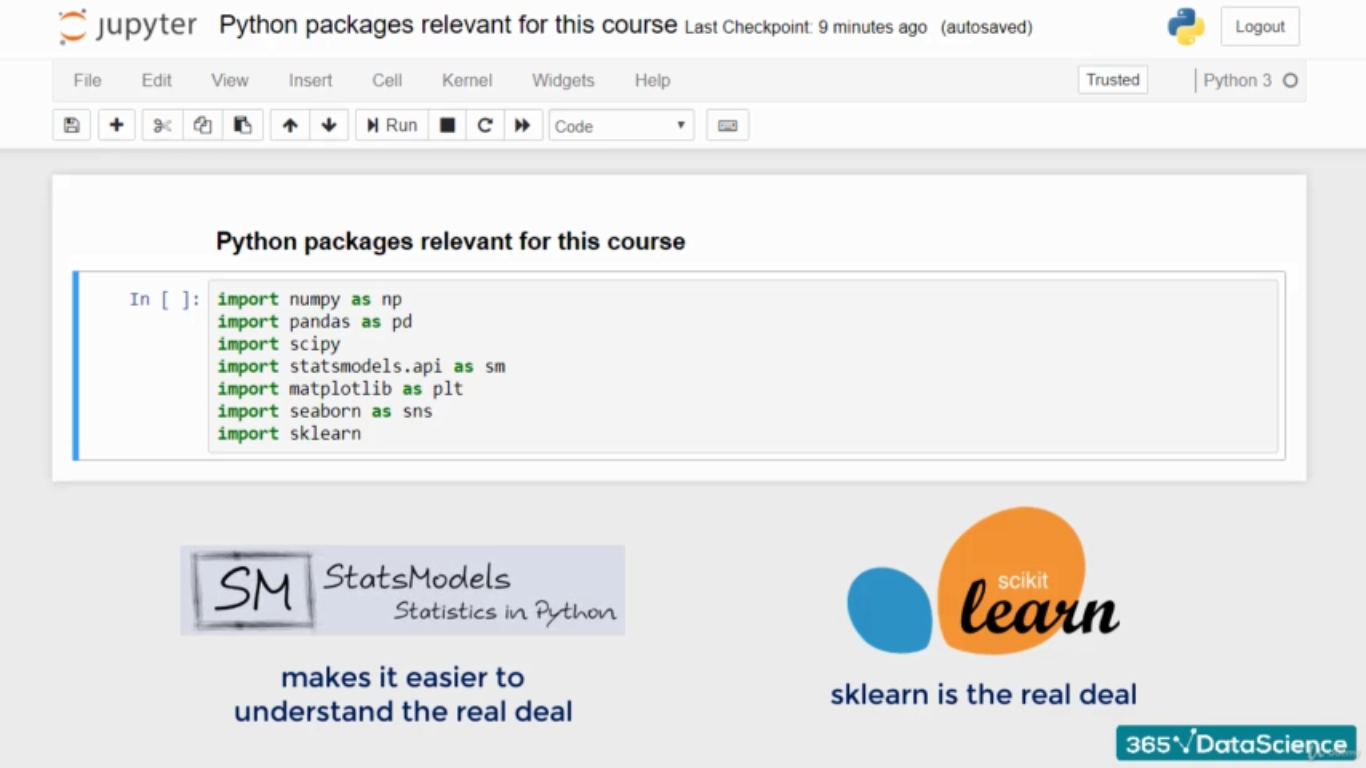 jupyter Python packages relevant for this course Last Checkpoint: 9 minutes ago (autosaved) Logout
File Edit View Insert Cell Kernel Widgets Help Trusted Python 3
Run Code
Python packages relevant for this course
In [ ]: import numpy as np
import pandas as pd
import scipy
import statsmodels.api as sm
import matplotlib as plt
import seaborn as sns
import sklearn
SM StatsModels
Statistics in Python
scikit
learn
makes it easier to
understand the real deal
sklearn is the real deal
365 DataScience